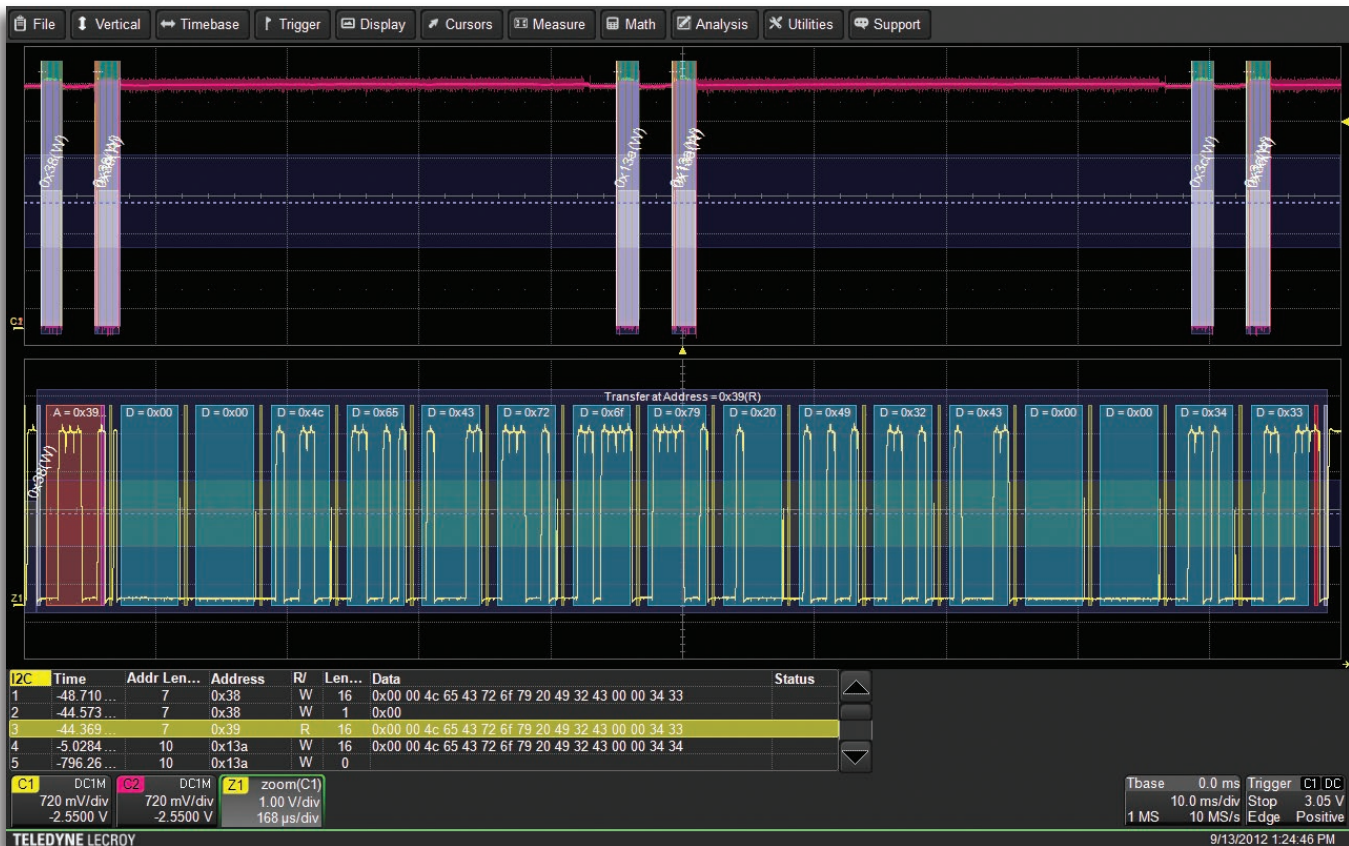 File Vertical Timebase Trigger Display Cursors Measure Math Analysis Utilities Support
0x38(W) 0x13a(W) 0x3c(W)
C1
Transfer at Address=0x39(R)
A = 0x39... D = 0x00 D = 0x00 D = 0x4c D = 0x65 D = 0x43 D = 0x72 D = 0x6f D = 0x79 D = 0x20 D = 0x49 D = 0x32 D = 0x43 D = 0x00 D = 0x00 D = 0x34 D = 0x33
0x38(W)
Z1
I2C Time Addr Len... Address R/ Len... Data Status
1 -48.710 ... 7 0x38 W 16 0x00 00 4c 65 43 72 6f 79 20 49 32 43 00 00 34 33
2 -44.573 ... 7 0x38 W 1 0x00
3 -44.369 ... 7 0x39 R 16 0x00 00 4c 65 43 72 6f 79 20 49 32 43 00 00 34 33
4 -5.0284 ... 10 0x13a W 16 0x00 00 4c 65 43 72 6f 79 20 49 32 43 00 00 34 34
5 -796.26 ... 10 0x13a W 0
C1 DC1M C2 DC1M Z1 zoom(C1) Tbase 0.0 ms Trigger C1 DC
720 mV/div 720 mV/div 1.00 V/div 10.0 ms/div Stop 3.05 V
-2.5500 V -2.5500 V 168 µs/div 1 MS 10 MS/s Edge Positive
TELEDYNE LECROY 9/13/2012 1:24:46 PM